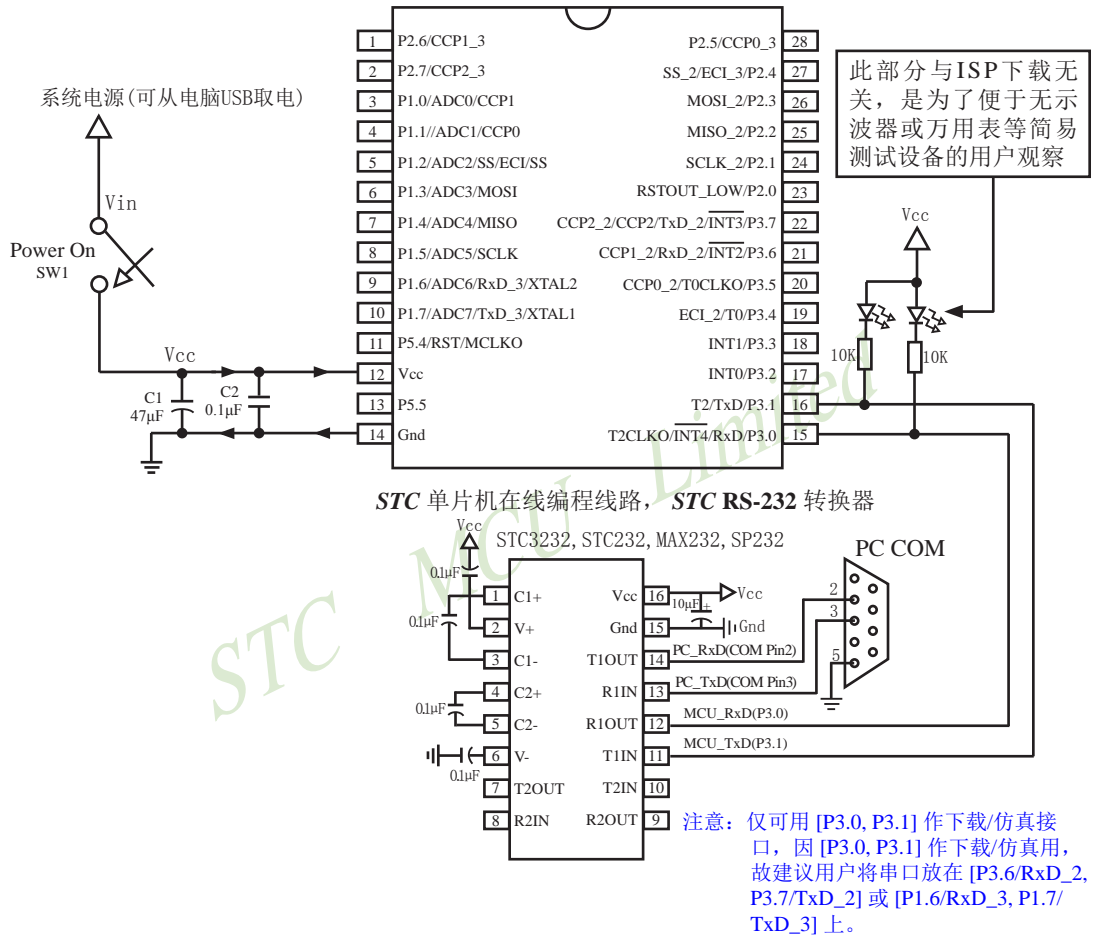 1 P2.6/CCP1_3
2 P2.7/CCP2_3
3 P1.0/ADC0/CCP1
4 P1.1//ADC1/CCP0
5 P1.2/ADC2/SS/ECI/SS
6 P1.3/ADC3/MOSI
7 P1.4/ADC4/MISO
8 P1.5/ADC5/SCLK
9 P1.6/ADC6/RxD_3/XTAL2
10 P1.7/ADC7/TxD_3/XTAL1
11 P5.4/RST/MCLKO
12 Vcc
13 P5.5
14 Gnd
P2.5/CCP0_3 28
SS_2/ECI_3/P2.4 27
MOSI_2/P2.3 26
MISO_2/P2.2 25
SCLK_2/P2.1 24
RSTOUT_LOW/P2.0 23
CCP2_2/CCP2/TxD_2/INT3/P3.7 22
CCP1_2/RxD_2/INT2/P3.6 21
CCP0_2/T0CLKO/P3.5 20
ECI_2/T0/P3.4 19
INT1/P3.3 18
INT0/P3.2 17
T2/TxD/P3.1 16
T2CLKO/INT4/RxD/P3.0 15
系统电源(可从电脑USB取电)
Vin
Power On
SW1
Vcc
C1
47μF
C2
0.1μF
此部分与ISP下载无
关，是为了便于无示
波器或万用表等简易
测试设备的用户观察
Vcc
10K
10K
STC MCU Limited
STC 单片机在线编程线路， STC RS-232 转换器
STC3232,STC232,MAX232,SP232
Vcc
0.1μF
0.1μF
0.1μF
0.1μF
1 C1+
2 V+
3 C1-
4 C2+
5 C2-
6 V-
7 T2OUT
8 R2IN
Vcc 16
Gnd 15
T1OUT 14
R1IN 13
R1OUT 12
T1IN 11
T2IN 10
R2OUT 9
10μF +
Vcc
Gnd
PC_RxD(COM Pin2)
PC_TxD(COM Pin3)
MCU_RxD(P3.0)
MCU_TxD(P3.1)
PC COM
2
3
5
注意：仅可用 [P3.0, P3.1] 作下载/仿真接
口，因 [P3.0, P3.1] 作下载/仿真用，
故建议用户将串口放在 [P3.6/RxD_2,
P3.7/TxD_2] 或 [P1.6/RxD_3, P1.7/
TxD_3] 上。